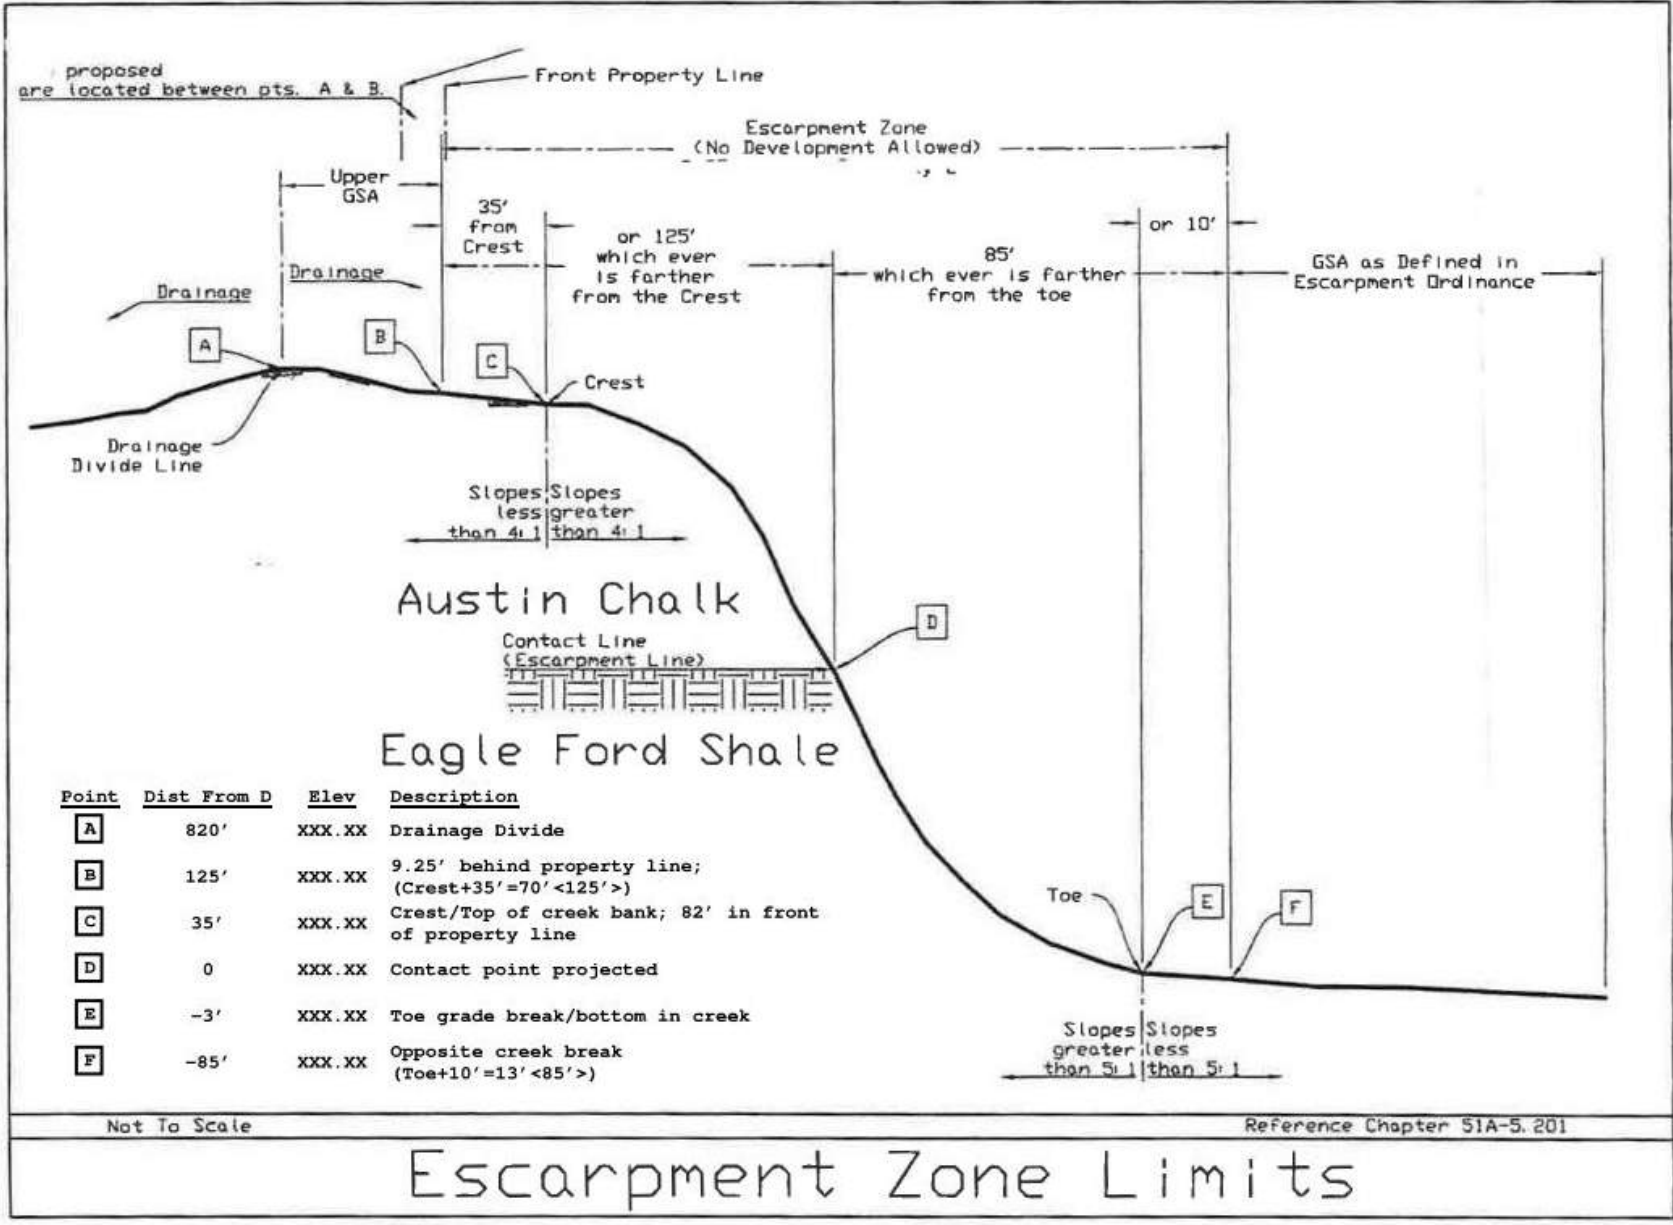 proposed
are located between pts. A & B.
Front Property Line
Escarpment Zone
(No Development Allowed)
Upper
GSA
35'
from
Crest
or 125'
which ever
is farther
from the Crest
85'
which ever is farther
from the toe
or 10'
GSA as Defined in
Escarpment Ordinance
Drainage
Drainage
A
B
C
Crest
Drainage
Divide Line
Slopes Slopes
less greater
than 4:1 than 4:1
Austin Chalk
Contact Line
(Escarpment Line)
D
Eagle Ford Shale
Point Dist From D Elev Description
A 820' XXX.XX Drainage Divide
B 125' XXX.XX 9.25' behind property line;
(Crest+35'=70'<125'>)
C 35' XXX.XX Crest/Top of creek bank; 82' in front
of property line
D 0 XXX.XX Contact point projected
E -3' XXX.XX Toe grade break/bottom in creek
F -85' XXX.XX Opposite creek break
(Toe+10'=13'<85'>)
Toe
E
F
Slopes Slopes
greater less
than 5:1 than 5:1
Not To Scale
Reference Chapter 51A-5.201
Escarpment Zone Limits